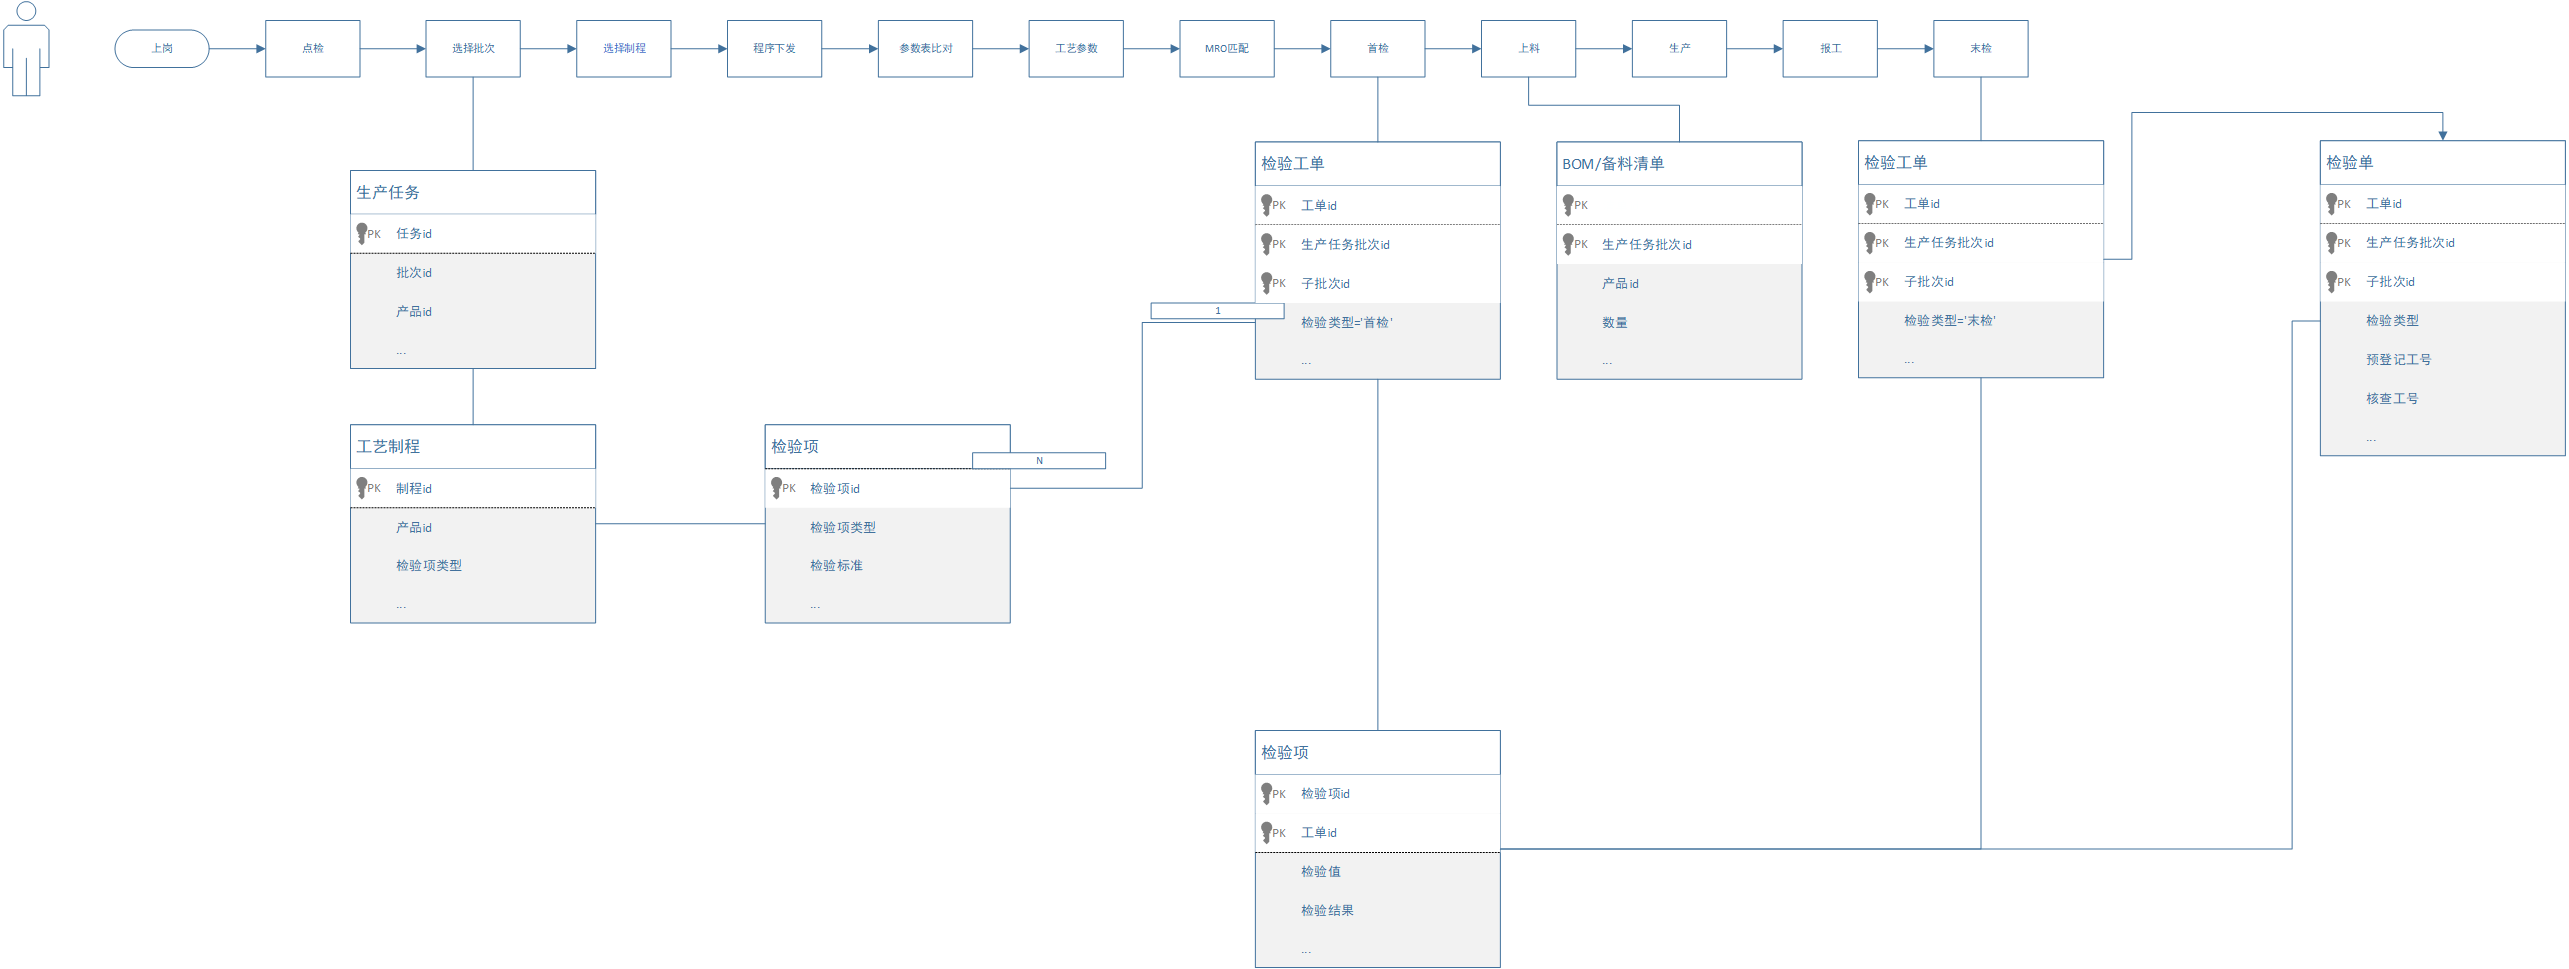 上岗
点检
选择批次
选择制程
程序下发
参数表比对
工艺参数
MRO匹配
首检
上料
生产
报工
末检
生产任务
PK 任务id
批次id
产品id
...
工艺制程
PK 制程id
产品id
检验项类型
...
检验项
N
PK 检验项id
检验项类型
检验标准
...
检验工单
PK 工单id
PK 生产任务批次id
PK 子批次id
1
检验类型='首检'
...
BOM/备料清单
PK
PK 生产任务批次id
产品id
数量
...
检验工单
PK 工单id
PK 生产任务批次id
PK 子批次id
检验类型='末检'
...
检验单
PK 工单id
PK 生产任务批次id
PK 子批次id
检验类型
预登记工号
核查工号
...
检验项
PK 检验项id
PK 工单id
检验值
检验结果
...